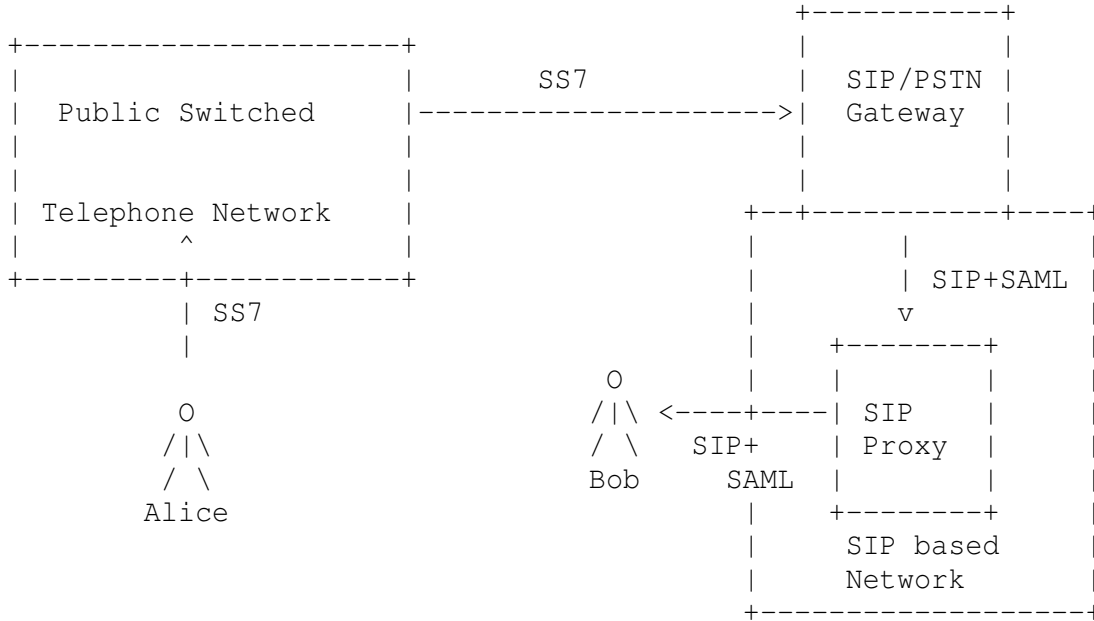 SS7
SIP/PSTN
Gateway
Public Switched
Telephone Network
SIP+SAML
SS7
SIP
Proxy
SIP+
SAML
Bob
Alice
SIP based
Network